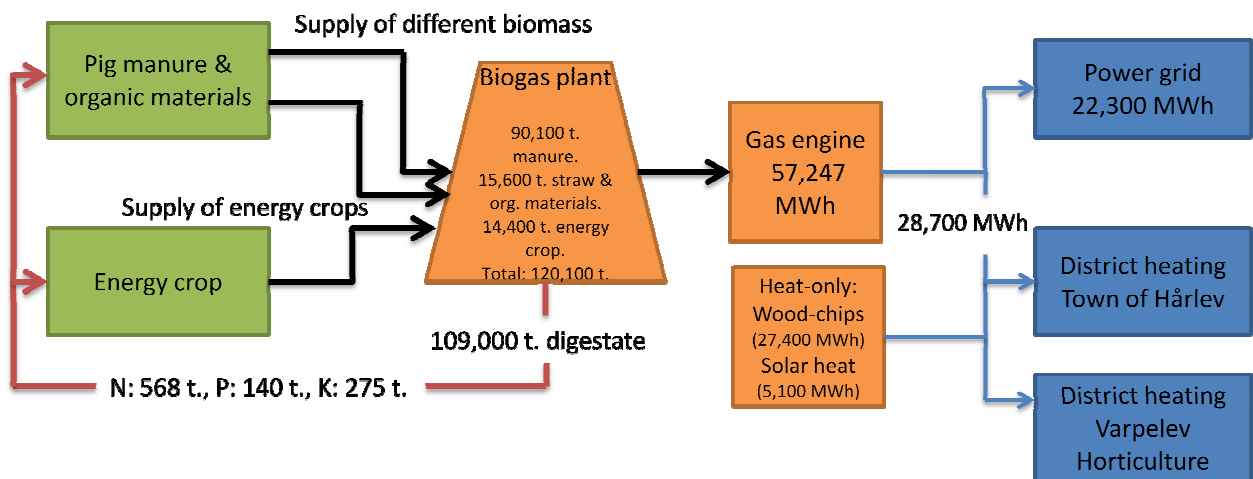 Supply of different biomass
Pig manure &
organic materials
Supply of energy crops
Energy crop
Biogas plant
90,100 t.
manure.
15,600 t. straw &
org. materials.
14,400 t. energy
crop.
Total: 120,100 t.
109,000 t. digestate
N: 568 t., P: 140 t., K: 275 t.
Gas engine
57,247
MWh
28,700 MWh
Heat-only:
Wood-chips
(27,400 MWh)
Solar heat
(5,100 MWh)
Power grid
22,300 MWh
District heating
Town of Hårlev
District heating
Varpelev
Horticulture